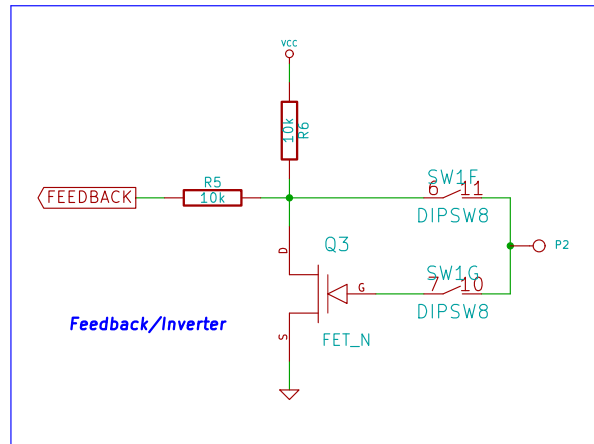 VCC
10k
R6
FEEDBACK
R5
10k
SW1F
6 11
DIPSW8
Q3
D
G
S
FET_N
SW1G
7 10
DIPSW8
P2
Feedback/Inverter